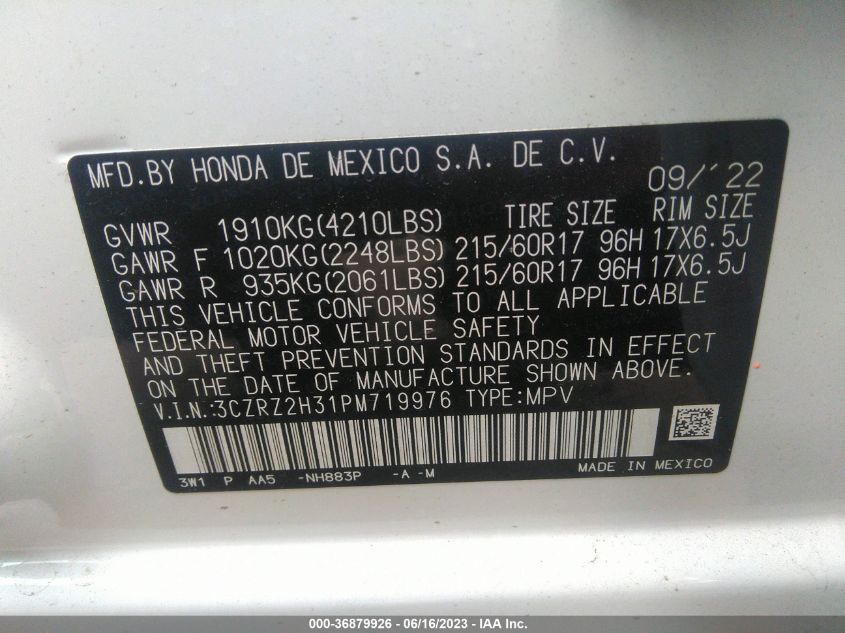 MFD.BY HONDA DE MEXICO S.A. DE C.V. 09/'22
GVWR 1910KG(4210LBS) TIRE SIZE RIM SIZE
GAWR F 1020KG(2248LBS) 215/60R17 96H 17X6.5J
GAWR R 935KG(2061LBS) 215/60R17 96H 17X6.5J
THIS VEHICLE CONFORMS TO ALL APPLICABLE
FEDERAL MOTOR VEHICLE SAFETY
AND THEFT PREVENTION STANDARDS IN EFFECT
ON THE DATE OF MANUFACTURE SHOWN ABOVE.
V.I.N.:3CZRZ2H31PM719976 TYPE:MPV
3W1 P AA5 -NH883P -A -M MADE IN MEXICO
000-36879926 - 06/16/2023 - IAA Inc.